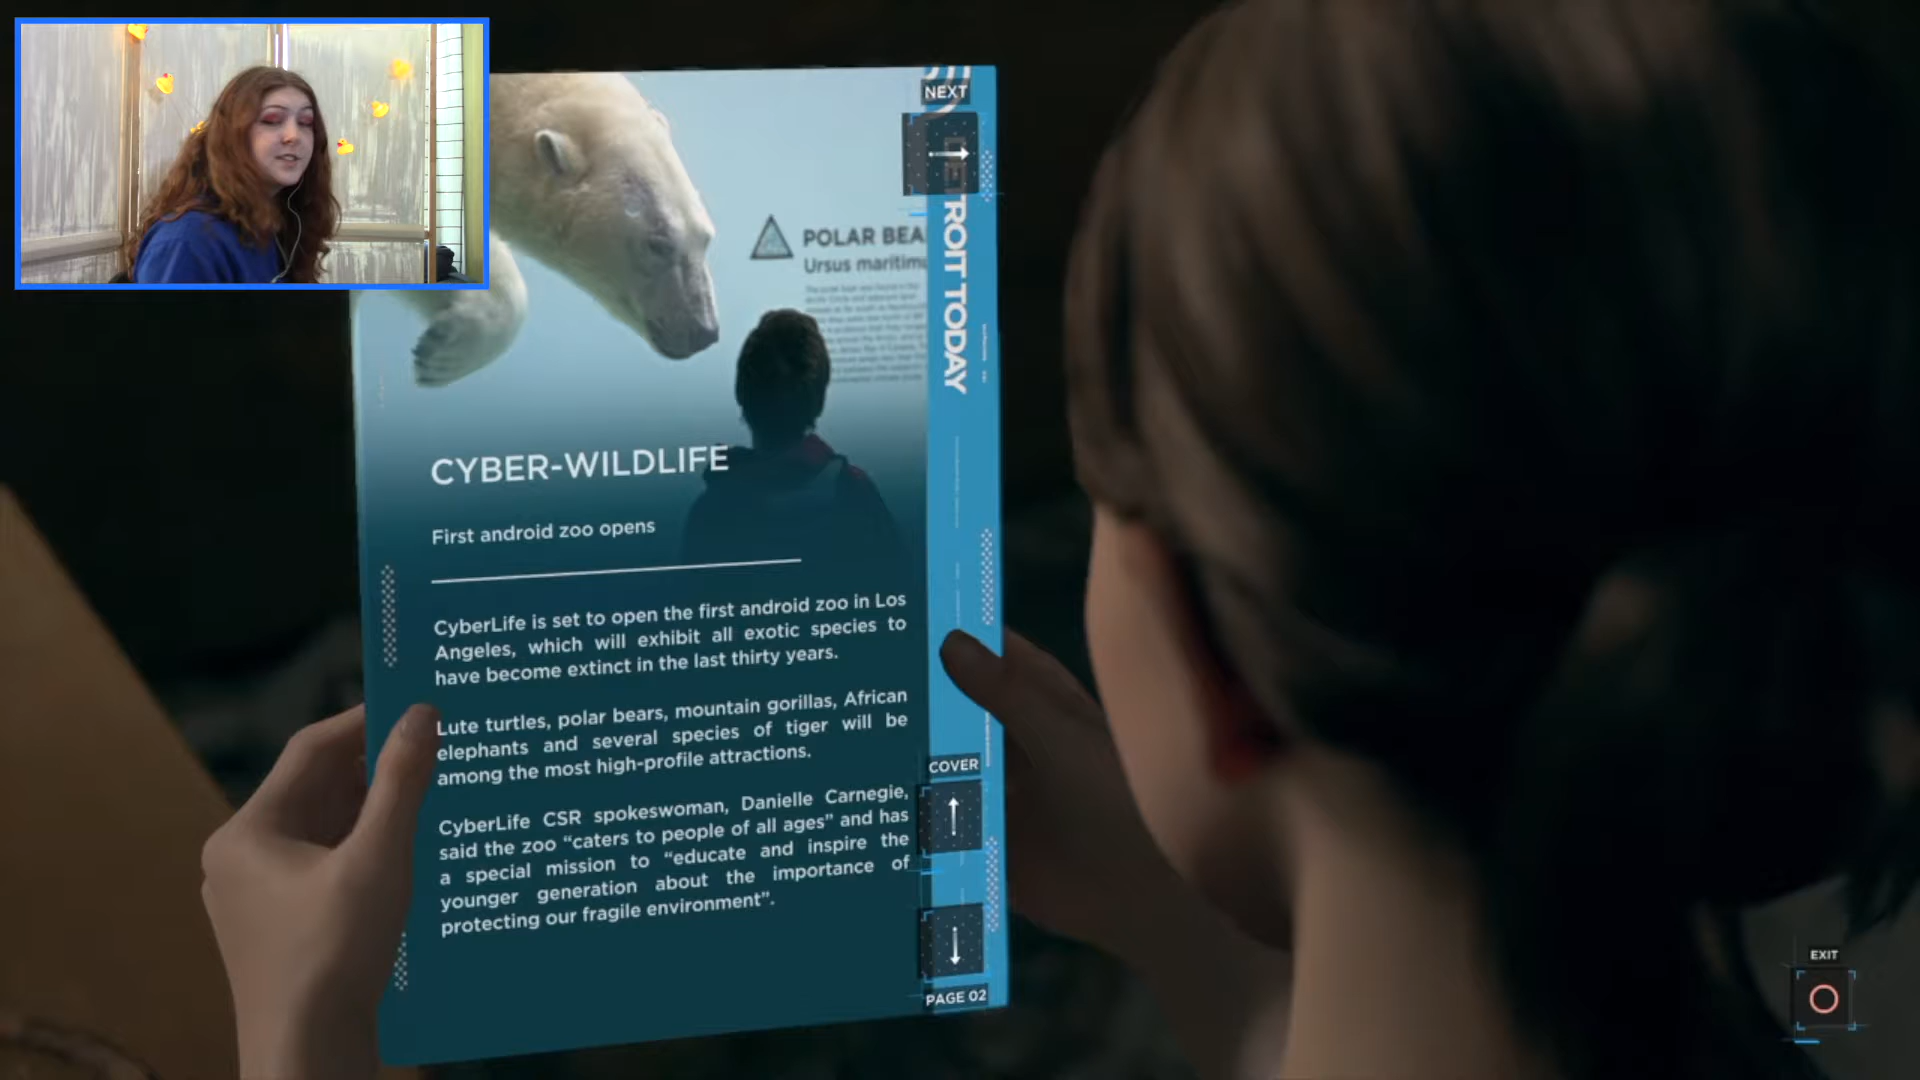 NEXT
POLAR BEA
Ursus maritimu
ROIT TODAY
CYBER-WILDLIFE
First android zoo opens
CyberLife is set to open the first android zoo in Los
Angeles, which will exhibit all exotic species to
have become extinct in the last thirty years.
Lute turtles, polar bears, mountain gorillas, African
elephants and several species of tiger will be
among the most high-profile attractions.
CyberLife CSR spokeswoman, Danielle Carnegie,
said the zoo “caters to people of all ages” and has
a special mission to “educate and inspire the
younger generation about the importance of
protecting our fragile environment”.
COVER
PAGE 02
EXIT